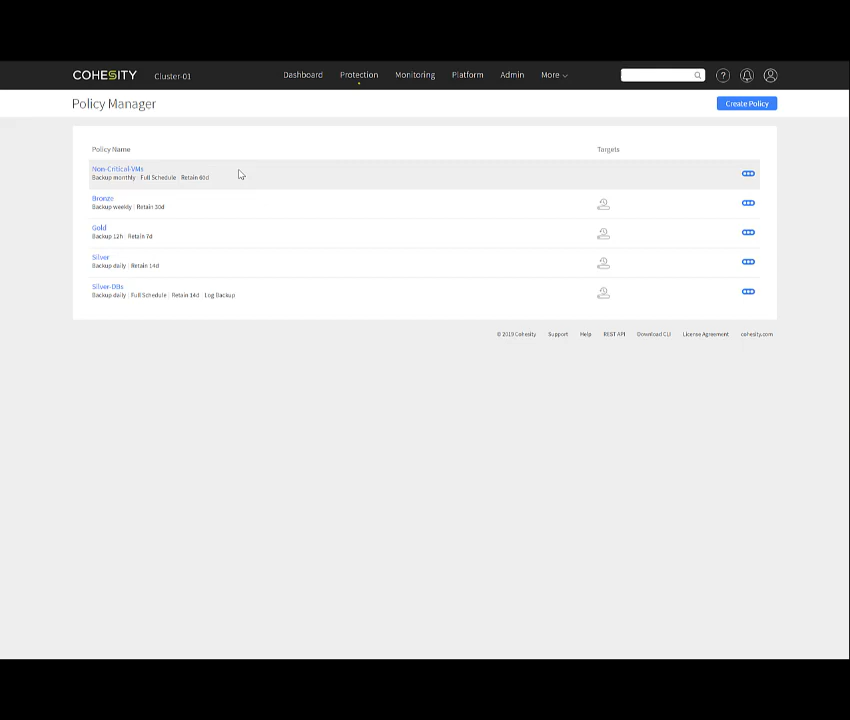 COHESITY Cluster-01 Dashboard Protection Monitoring Platform Admin More
Policy Manager Create Policy
Policy Name Targets
Non-Critical-VMs
Backup monthly | Full Schedule | Retain 60d
Bronze
Backup weekly | Retain 30d
Gold
Backup 12h | Retain 7d
Silver
Backup daily | Retain 14d
Silver-DBs
Backup daily | Full Schedule | Retain 14d | Log Backup
© 2019 Cohesity Support Help REST API Download CLI License Agreement cohesity.com